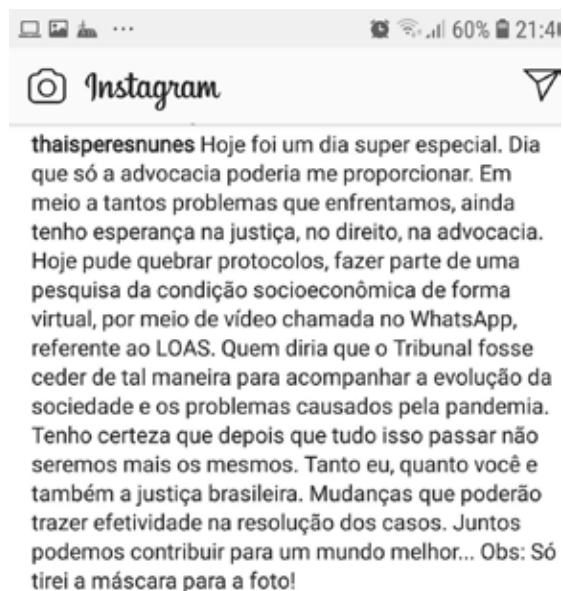 60% 21:4
Instagram
thaisperesnunes Hoje foi um dia super especial. Dia
que só a advocacia poderia me proporcionar. Em
meio a tantos problemas que enfrentamos, ainda
tenho esperança na justiça, no direito, na advocacia.
Hoje pude quebrar protocolos, fazer parte de uma
pesquisa da condição socioeconômica de forma
virtual, por meio de vídeo chamada no WhatsApp,
referente ao LOAS. Quem diria que o Tribunal fosse
ceder de tal maneira para acompanhar a evolução da
sociedade e os problemas causados pela pandemia.
Tenho certeza que depois que tudo isso passar não
seremos mais os mesmos. Tanto eu, quanto você e
também a justiça brasileira. Mudanças que poderão
trazer efetividade na resolução dos casos. Juntos
podemos contribuir para um mundo melhor... Obs: Só
tirei a máscara para a foto!